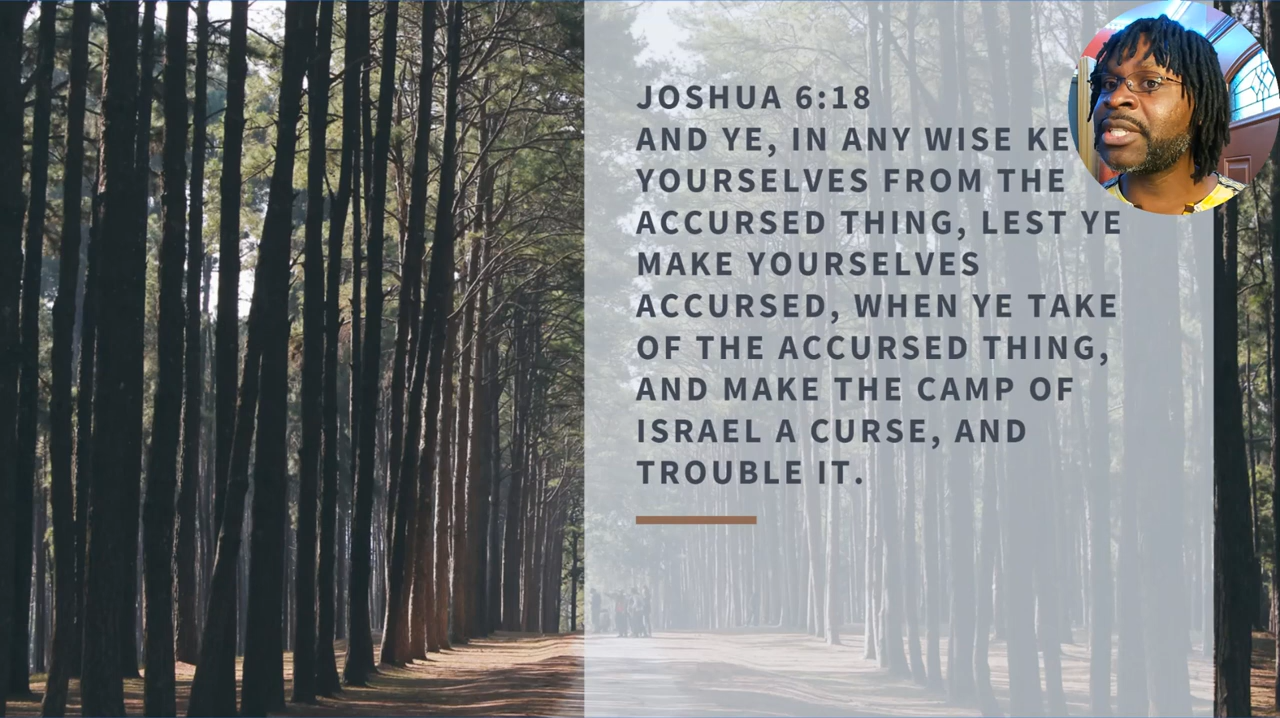 JOSHUA 6:18
AND YE, IN ANY WISE
YOURSELVES FROM THE
ACCURSED THING, LEST YE
MAKE YOURSELVES
ACCURSED, WHEN YE TAKE
OF THE ACCURSED THING,
AND MAKE THE CAMP OF
ISRAEL A CURSE, AND
TROUBLE IT.